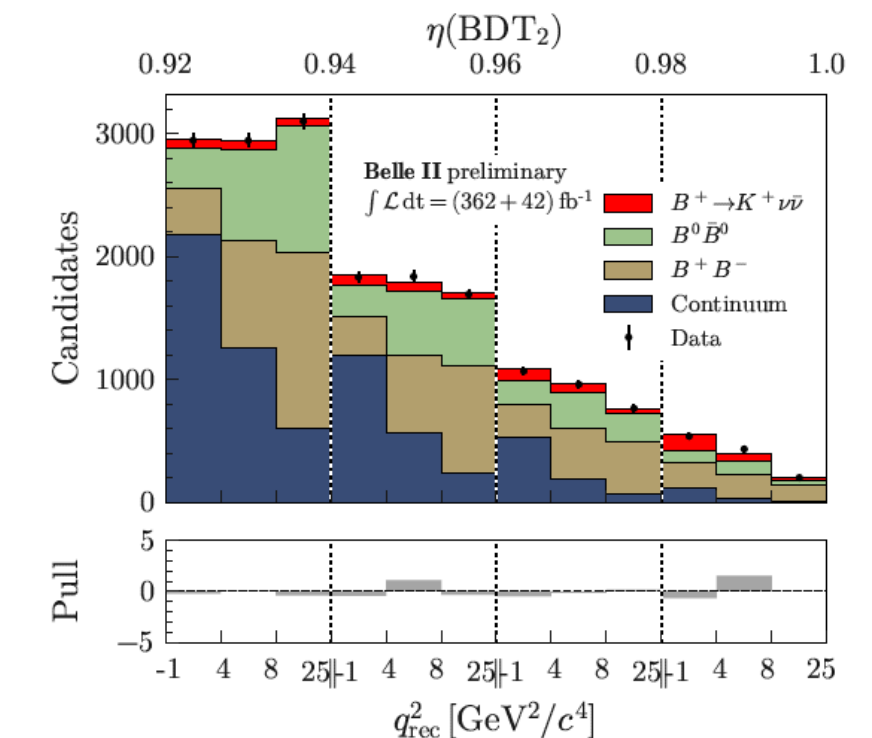 η(BDT₂)
0.92 0.94 0.96 0.98 1.0
Candidates
3000
2000
1000
0
Belle II preliminary
∫ 𝓛 dt = (362 + 42) fb⁻¹
B⁺→K⁺νν̄
B⁰B̄⁰
B⁺B⁻
Continuum
Data
Pull
5
0
−5
-1 4 8 25‖-1 4 8 25‖-1 4 8 25‖-1 4 8 25
q²rec [GeV²/c⁴]